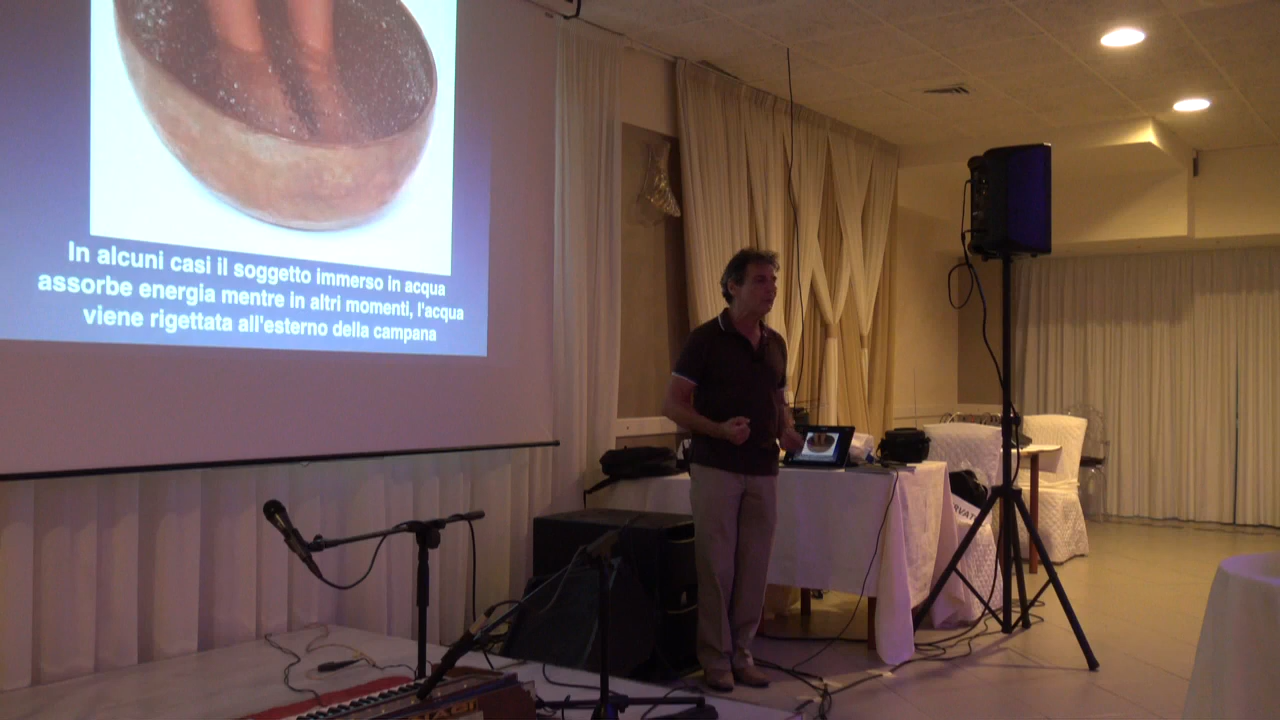 In alcuni casi il soggetto immerso in acqua
assorbe energia mentre in altri momenti, l'acqua
viene rigettata all'esterno della campana
RVAT